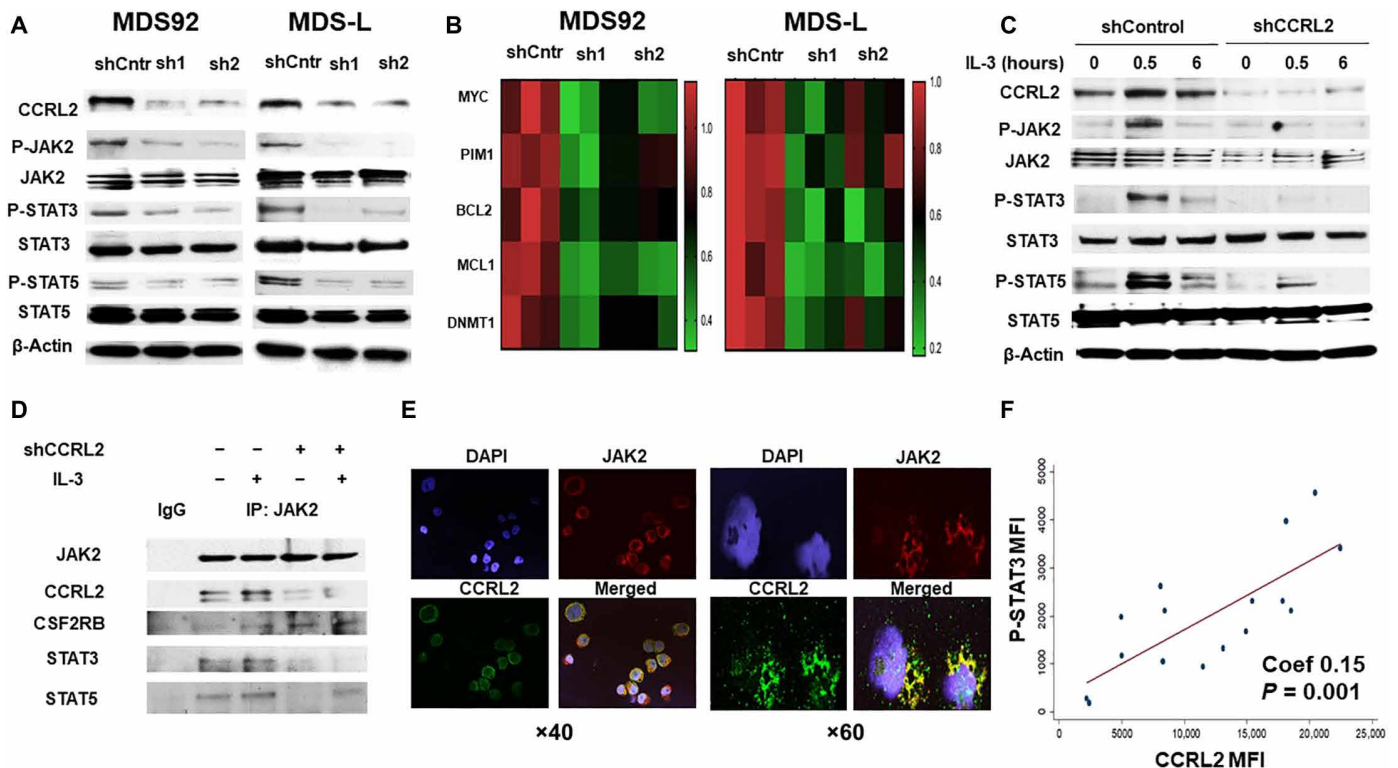 A
MDS92 MDS-L
shCntr sh1 sh2 shCntr sh1 sh2
CCRL2
P-JAK2
JAK2
P-STAT3
STAT3
P-STAT5
STAT5
β-Actin
B
MDS92 MDS-L
shCntr sh1 sh2 shCntr sh1 sh2
MYC
PIM1
BCL2
MCL1
DNMT1
1.0
0.8
0.6
0.4
1.0
0.8
0.6
0.4
0.2
C
shControl shCCRL2
IL-3 (hours) 0 0.5 6 0 0.5 6
CCRL2
P-JAK2
JAK2
P-STAT3
STAT3
P-STAT5
STAT5
β-Actin
D
shCCRL2 – – + +
IL-3 – + – +
IgG IP: JAK2
JAK2
CCRL2
CSF2RB
STAT3
STAT5
E
DAPI JAK2 DAPI JAK2
CCRL2 Merged CCRL2 Merged
×40 ×60
F
P-STAT3 MFI
5000
4000
3000
2000
1000
0
Coef 0.15
P = 0.001
0 5000 10,000 15,000 20,000 25,000
CCRL2 MFI